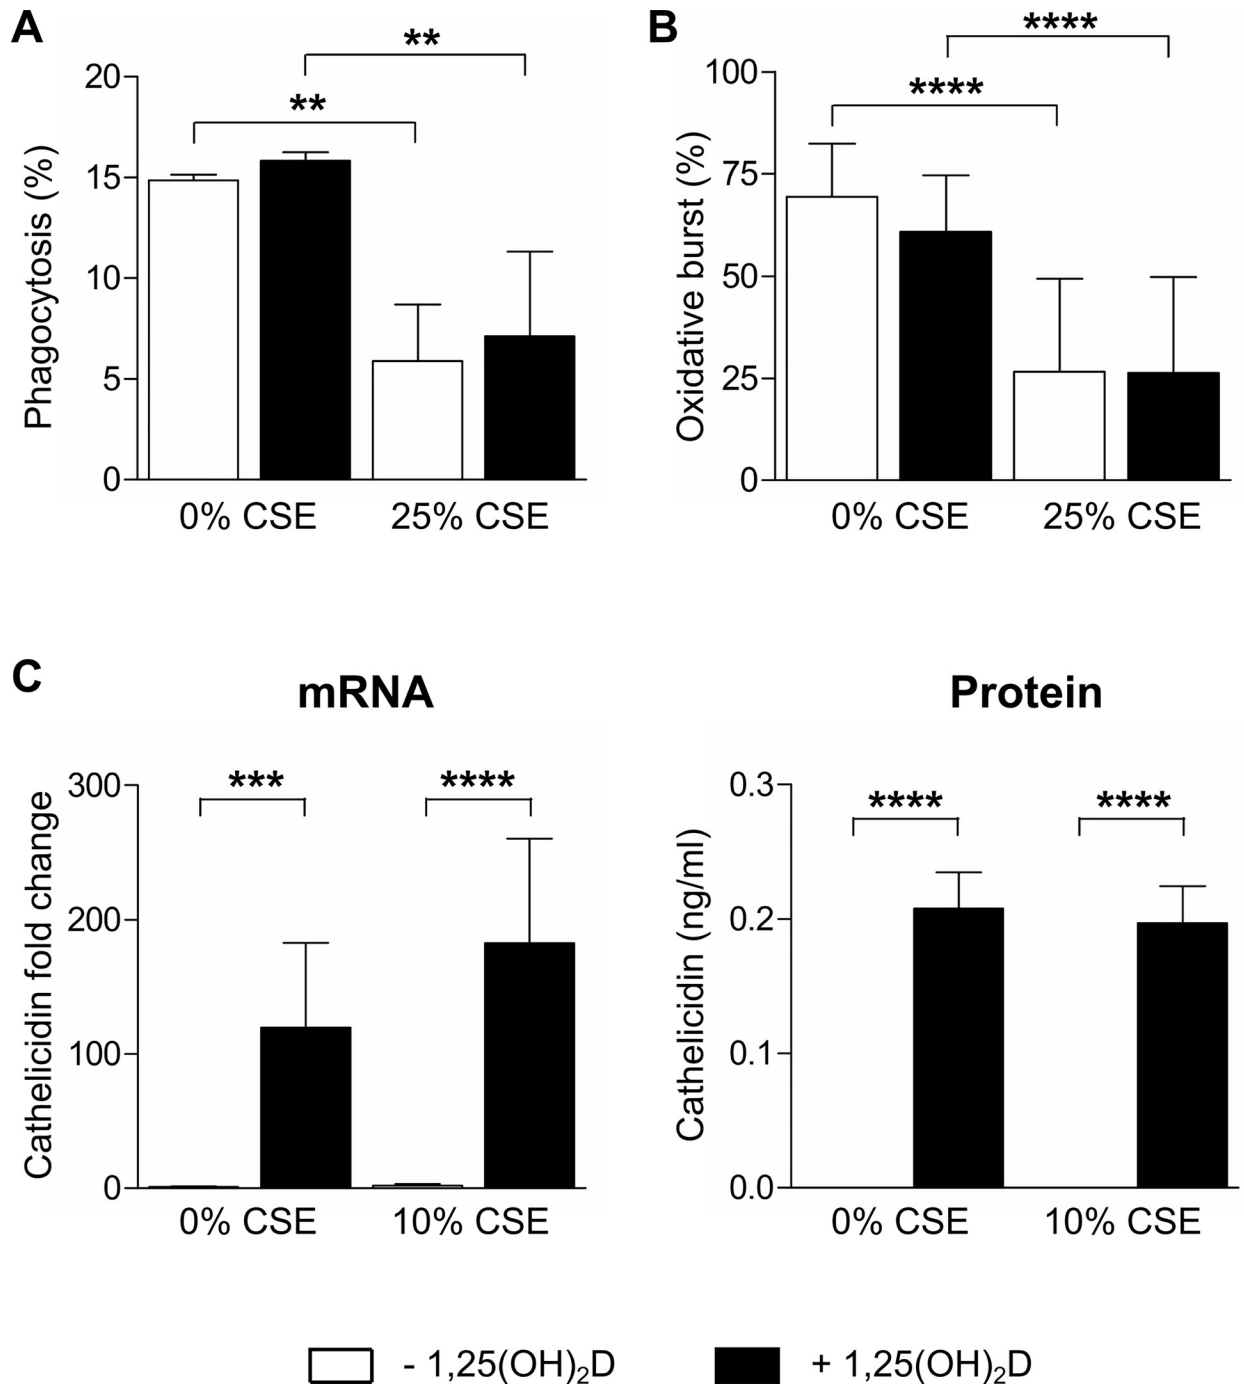 A
**
**
20
15
10
5
0
Phagocytosis (%)
0% CSE
25% CSE
B
****
****
100
75
50
25
0
Oxidative burst (%)
0% CSE
25% CSE
C
mRNA
***
****
300
200
100
0
Cathelicidin fold change
0% CSE
10% CSE
Protein
****
****
0.3
0.2
0.1
0.0
Cathelicidin (ng/ml)
0% CSE
10% CSE
- 1,25(OH)₂D
+ 1,25(OH)₂D